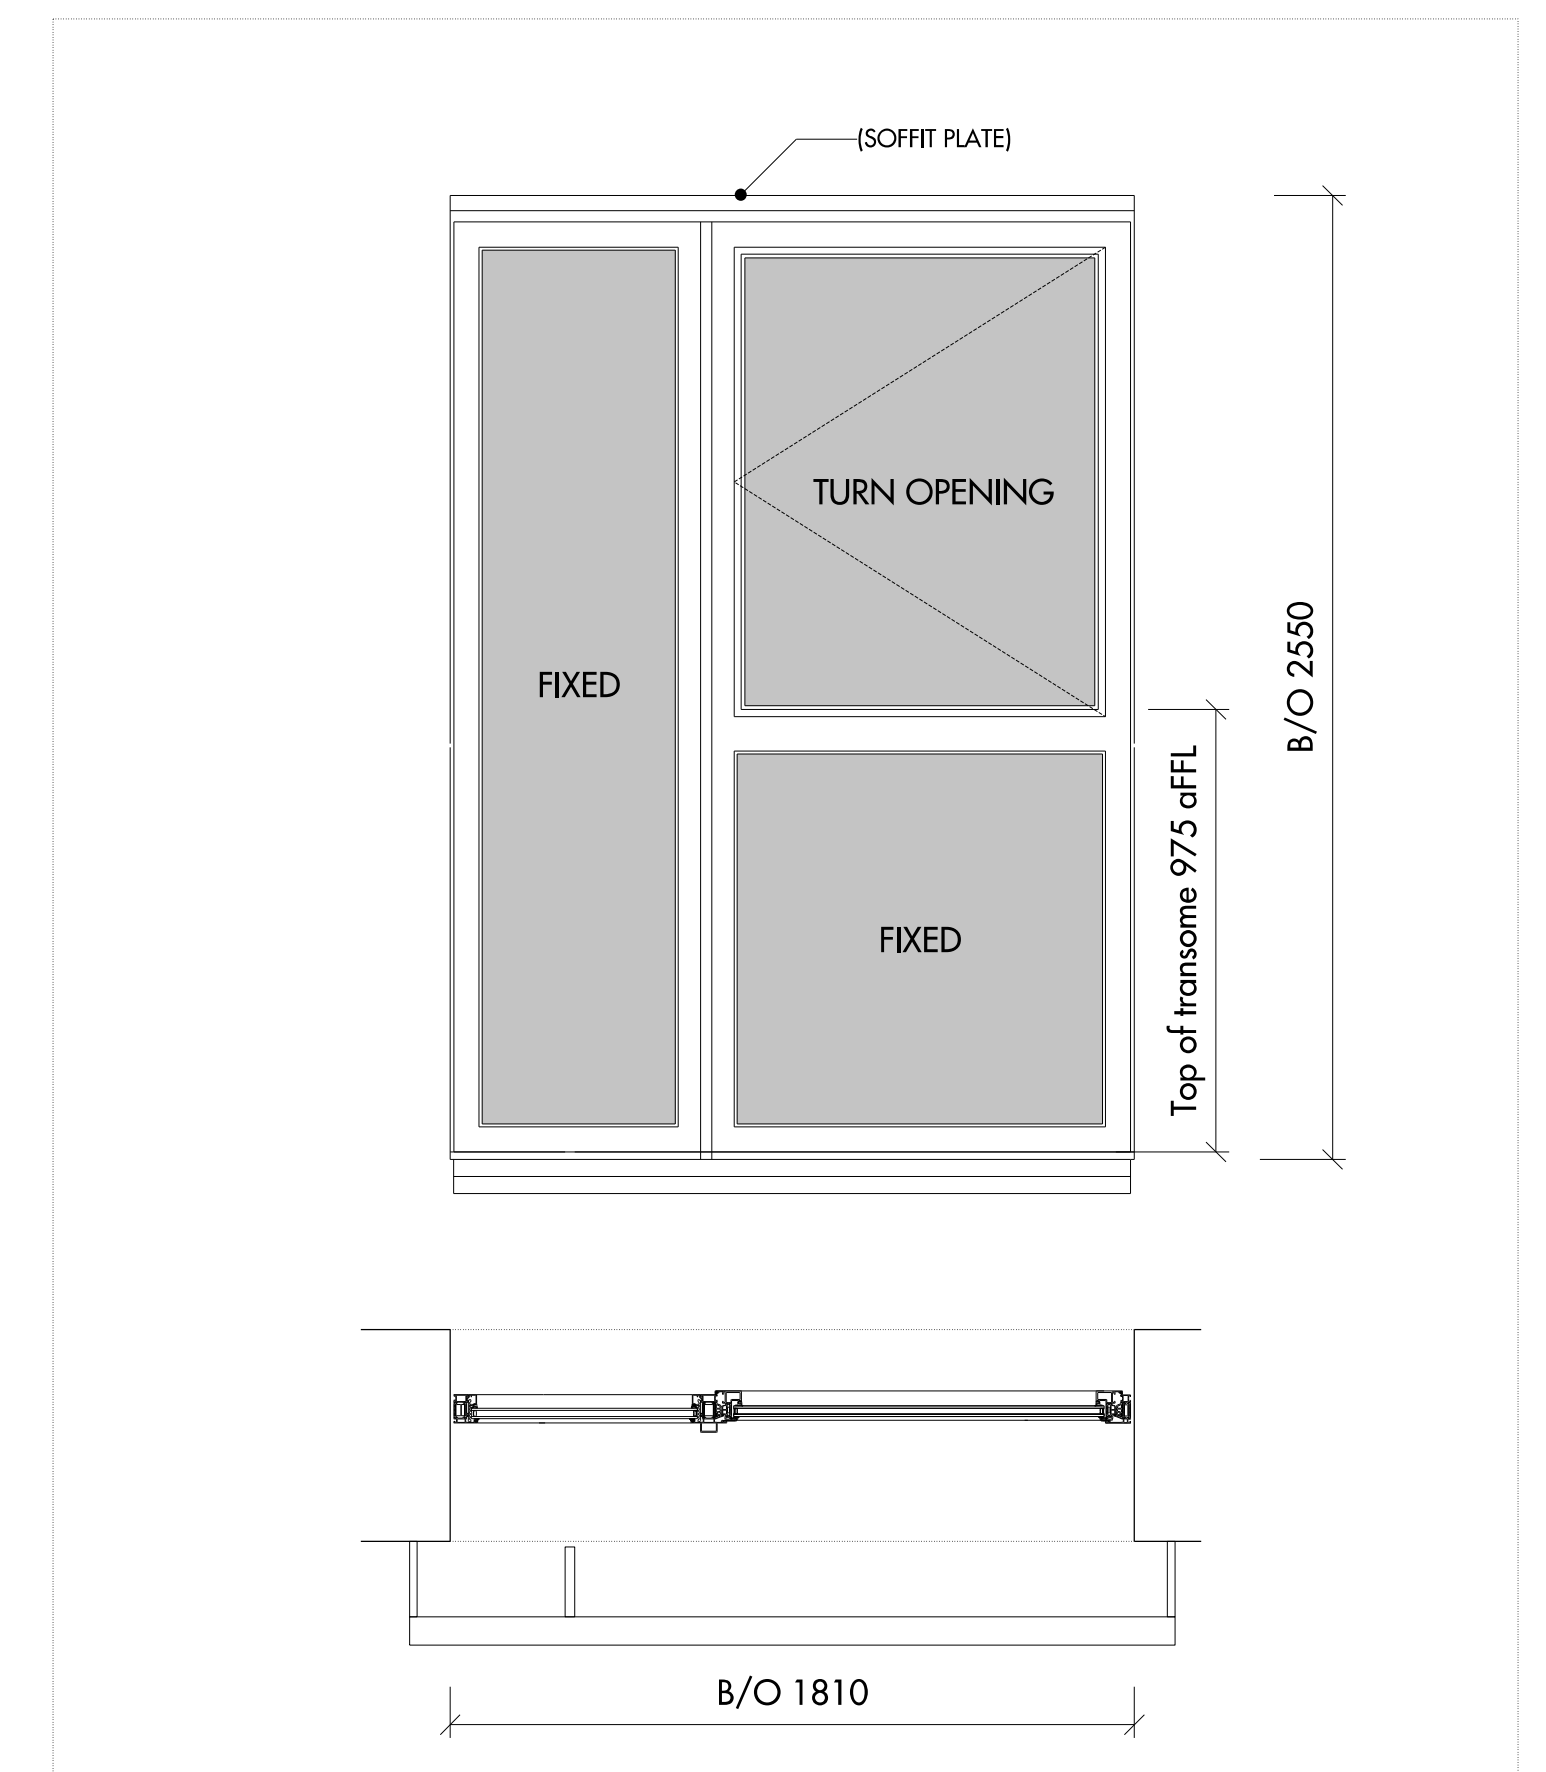 (SOFFIT PLATE)
TURN OPENING
FIXED
FIXED
B/O 2550
Top of transome 975 aFFL
B/O 1810